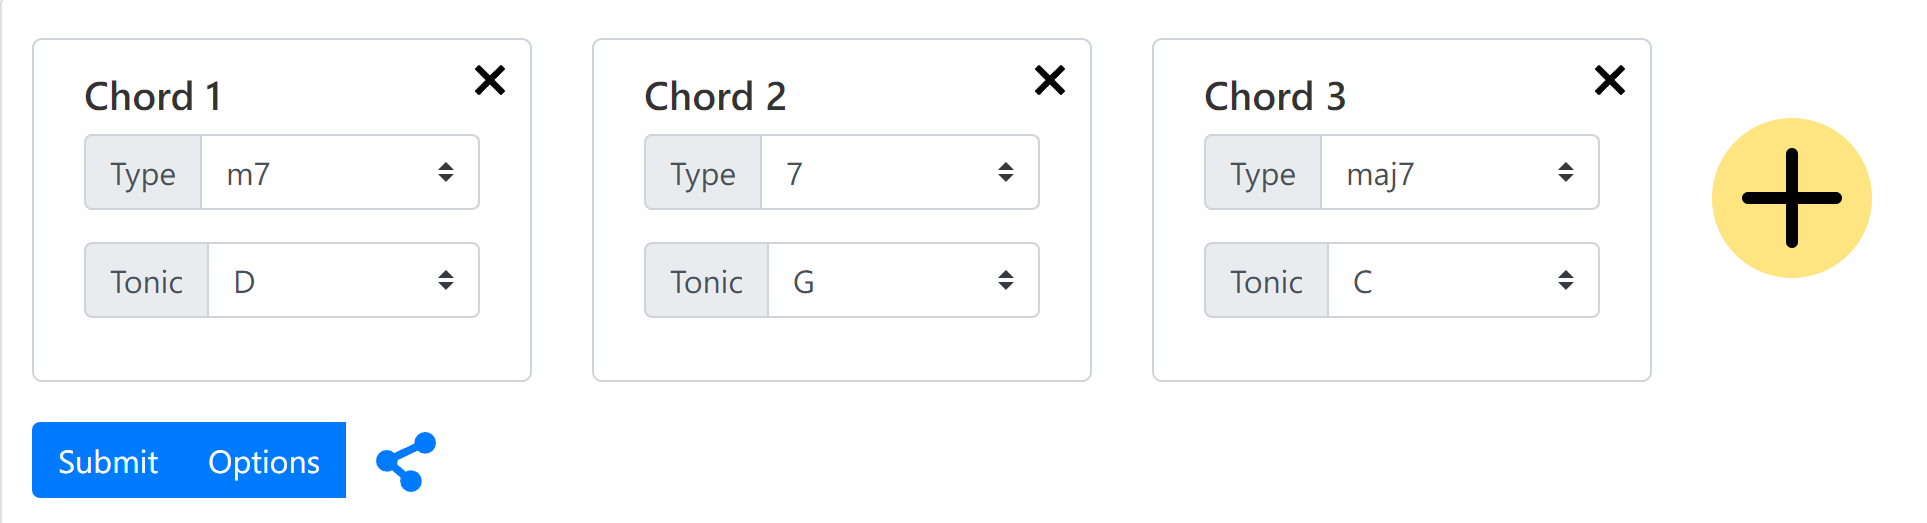 Chord 1
Type m7
Tonic D
Chord 2
Type 7
Tonic G
Chord 3
Type maj7
Tonic C
Submit Options